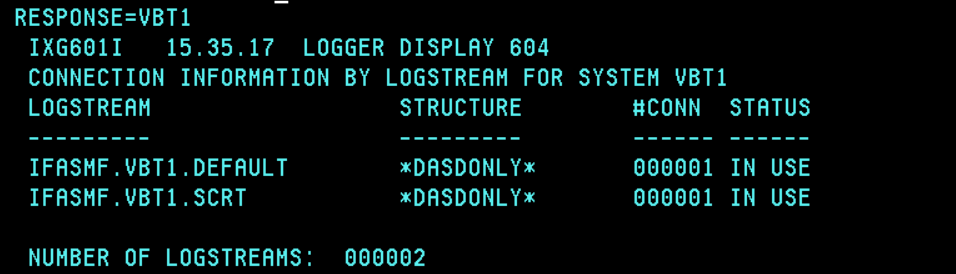 RESPONSE=VBT1
IXG601I   15.35.17  LOGGER DISPLAY 604
CONNECTION INFORMATION BY LOGSTREAM FOR SYSTEM VBT1
LOGSTREAM                  STRUCTURE        #CONN  STATUS
---------                  ---------        ------ ------
IFASMF.VBT1.DEFAULT        *DASDONLY*       000001 IN USE
IFASMF.VBT1.SCRT           *DASDONLY*       000001 IN USE
NUMBER OF LOGSTREAMS:  000002